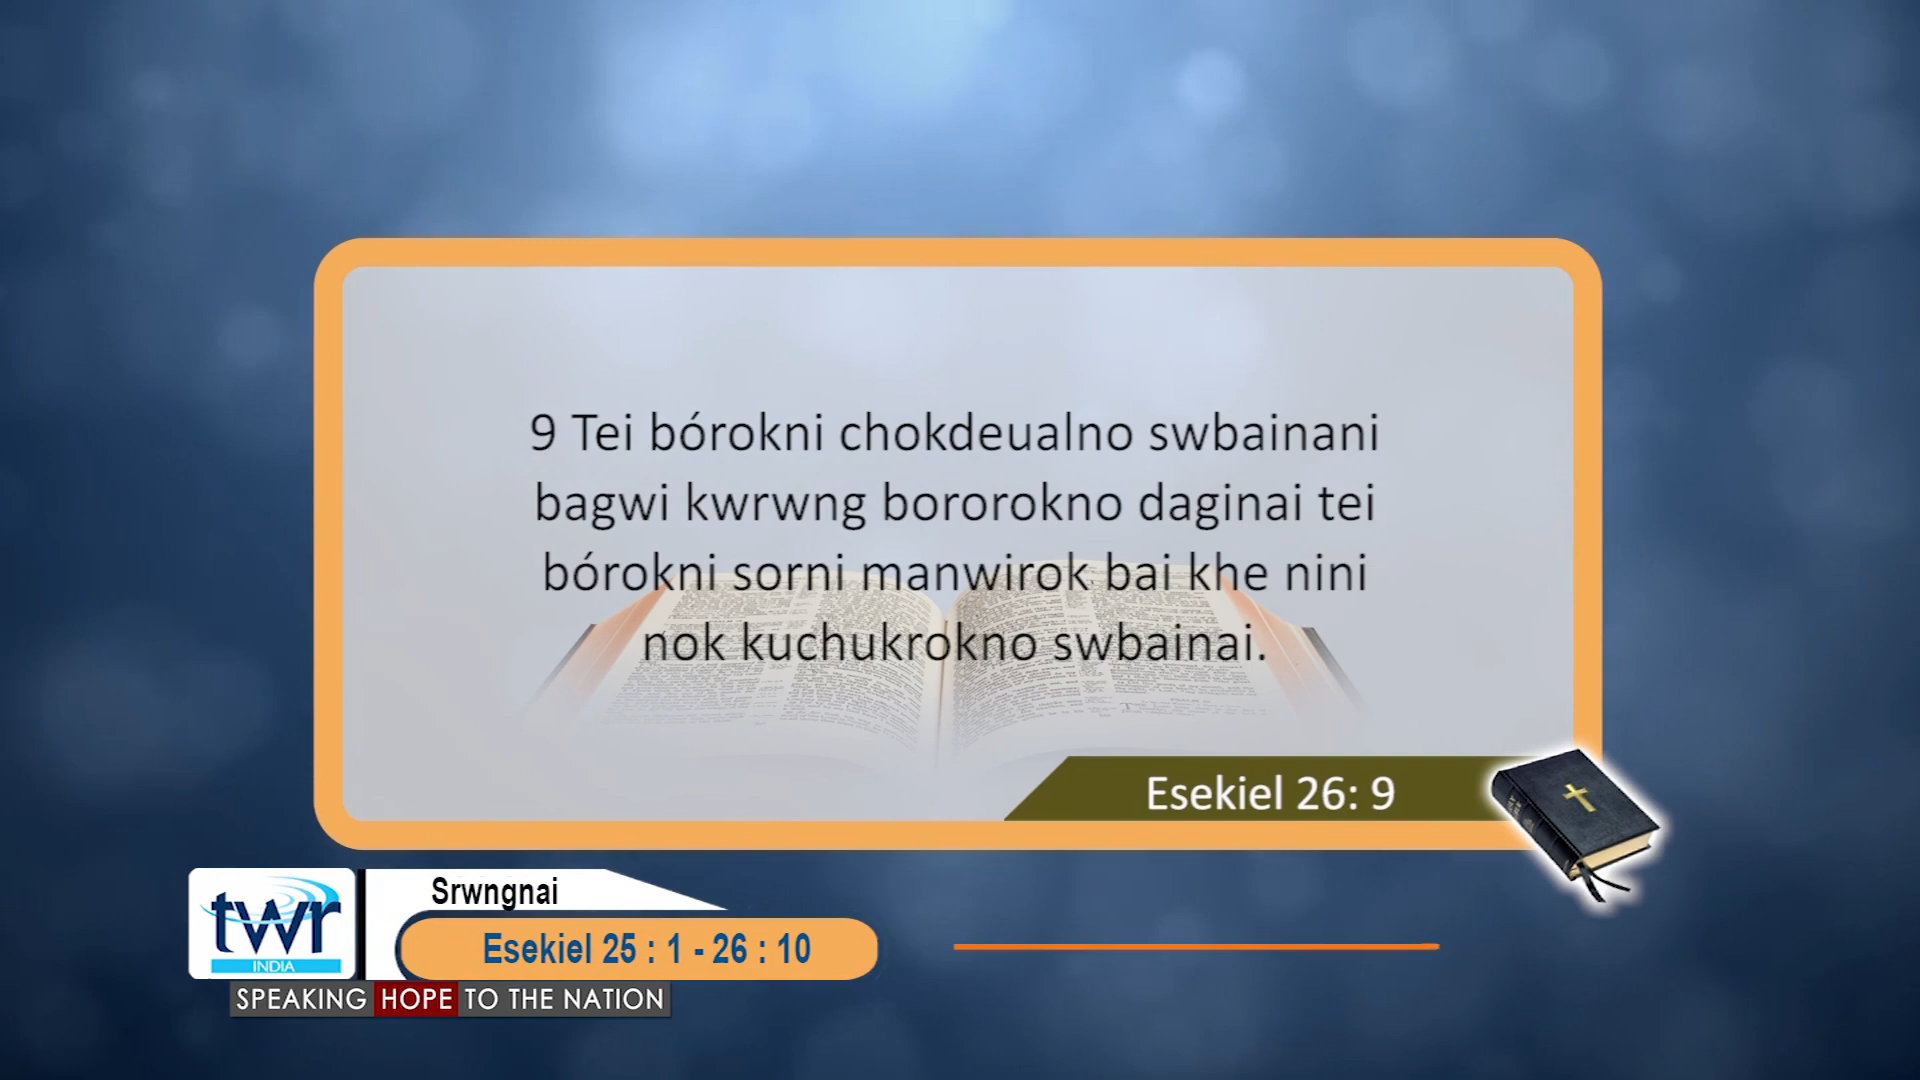 9 Tei bórokni chokdeualno swbainani
bagwi kwrwng bororokno daginai tei
bórokni sorni manwirok bai khe nini
nok kuchukrokno swbainai.
Esekiel 26: 9
Srwngnai
twr
INDIA
Esekiel 25 : 1 - 26 : 10
SPEAKING HOPE TO THE NATION